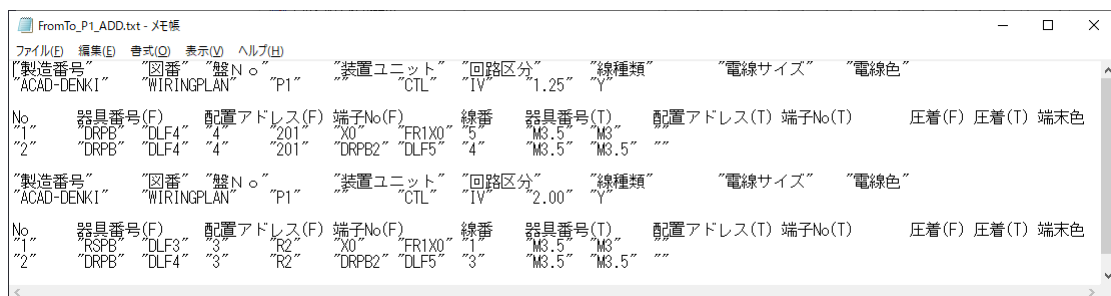 FromTo_P1_ADD.txt - メモ帳
ファイル(F) 編集(E) 書式(O) 表示(V) ヘルプ(H)
"製造番号" "図番" "盤Ｎｏ" "装置ユニット" "回路区分" "線種類" "電線サイズ" "電線色"
"ACAD-DENKI" "WIRINGPLAN" "P1" "" "CTL" "IV" "1.25" "Y"
No 器具番号(F) 配置アドレス(F) 端子No(F) 線番 器具番号(T) 配置アドレス(T) 端子No(T) 圧着(F) 圧着(T) 端末色
"1" "DRPB" "DLF4" "4" "201" "X0" "FR1X0" "5" "M3.5" "M3" ""
"2" "DRPB" "DLF4" "4" "201" "DRPB2" "DLF5" "4" "M3.5" "M3.5" ""
"製造番号" "図番" "盤Ｎｏ" "装置ユニット" "回路区分" "線種類" "電線サイズ" "電線色"
"ACAD-DENKI" "WIRINGPLAN" "P1" "" "CTL" "IV" "2.00" "Y"
No 器具番号(F) 配置アドレス(F) 端子No(F) 線番 器具番号(T) 配置アドレス(T) 端子No(T) 圧着(F) 圧着(T) 端末色
"1" "RSPB" "DLF3" "3" "R2" "X0" "FR1X0" "1" "M3.5" "M3" ""
"2" "DRPB" "DLF4" "3" "R2" "DRPB2" "DLF5" "3" "M3.5" "M3.5" ""